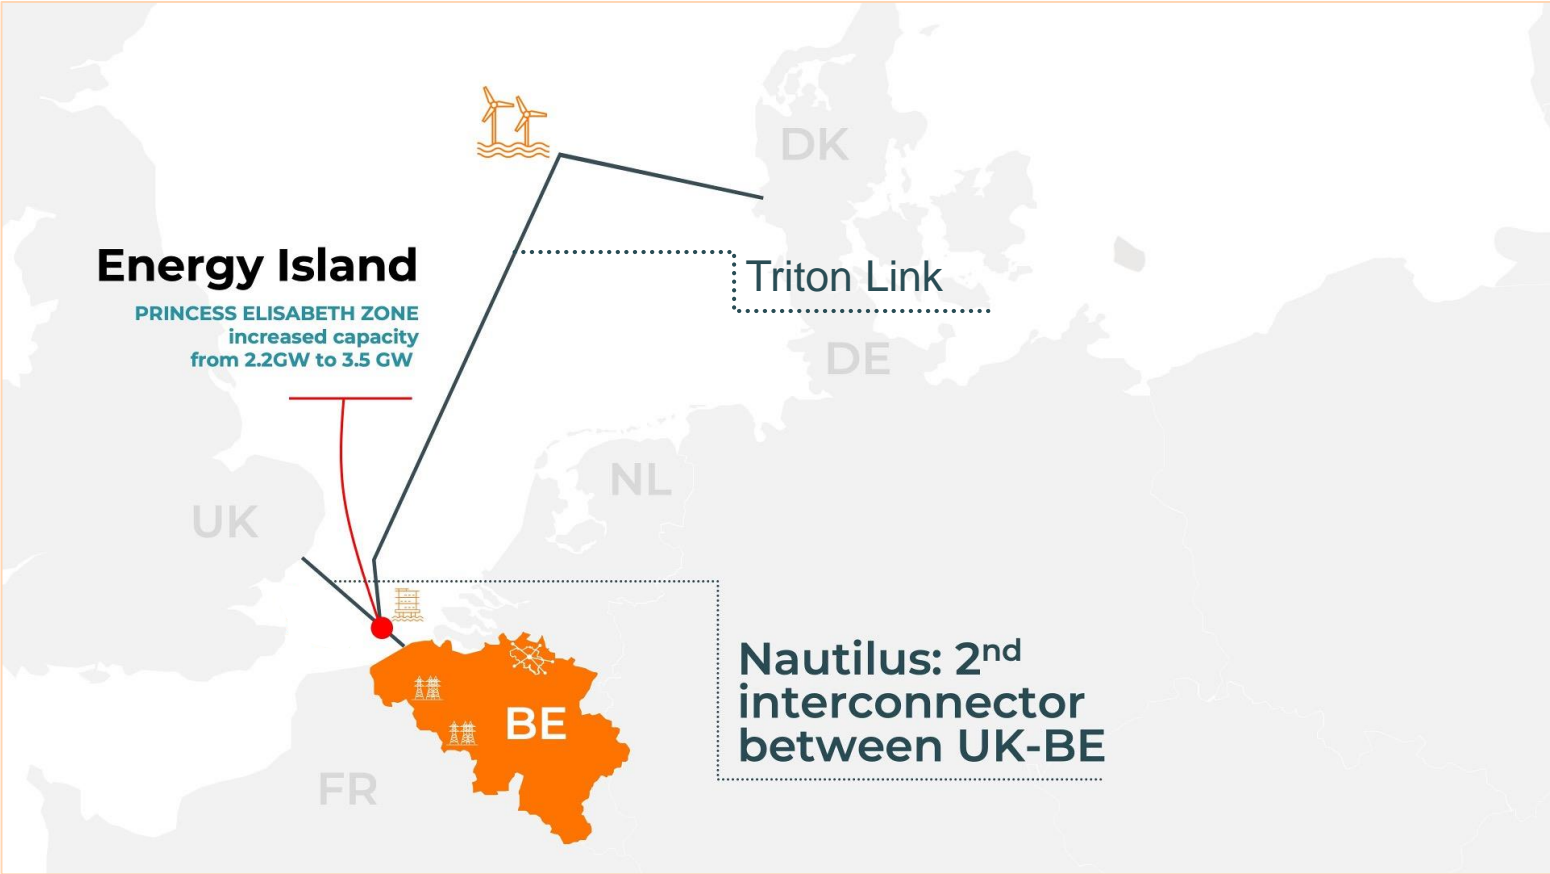 DK
Energy Island
PRINCESS ELISABETH ZONE
increased capacity
from 2.2GW to 3.5 GW
Triton Link
DE
NL
UK
Nautilus: 2nd
interconnector
between UK-BE
BE
FR